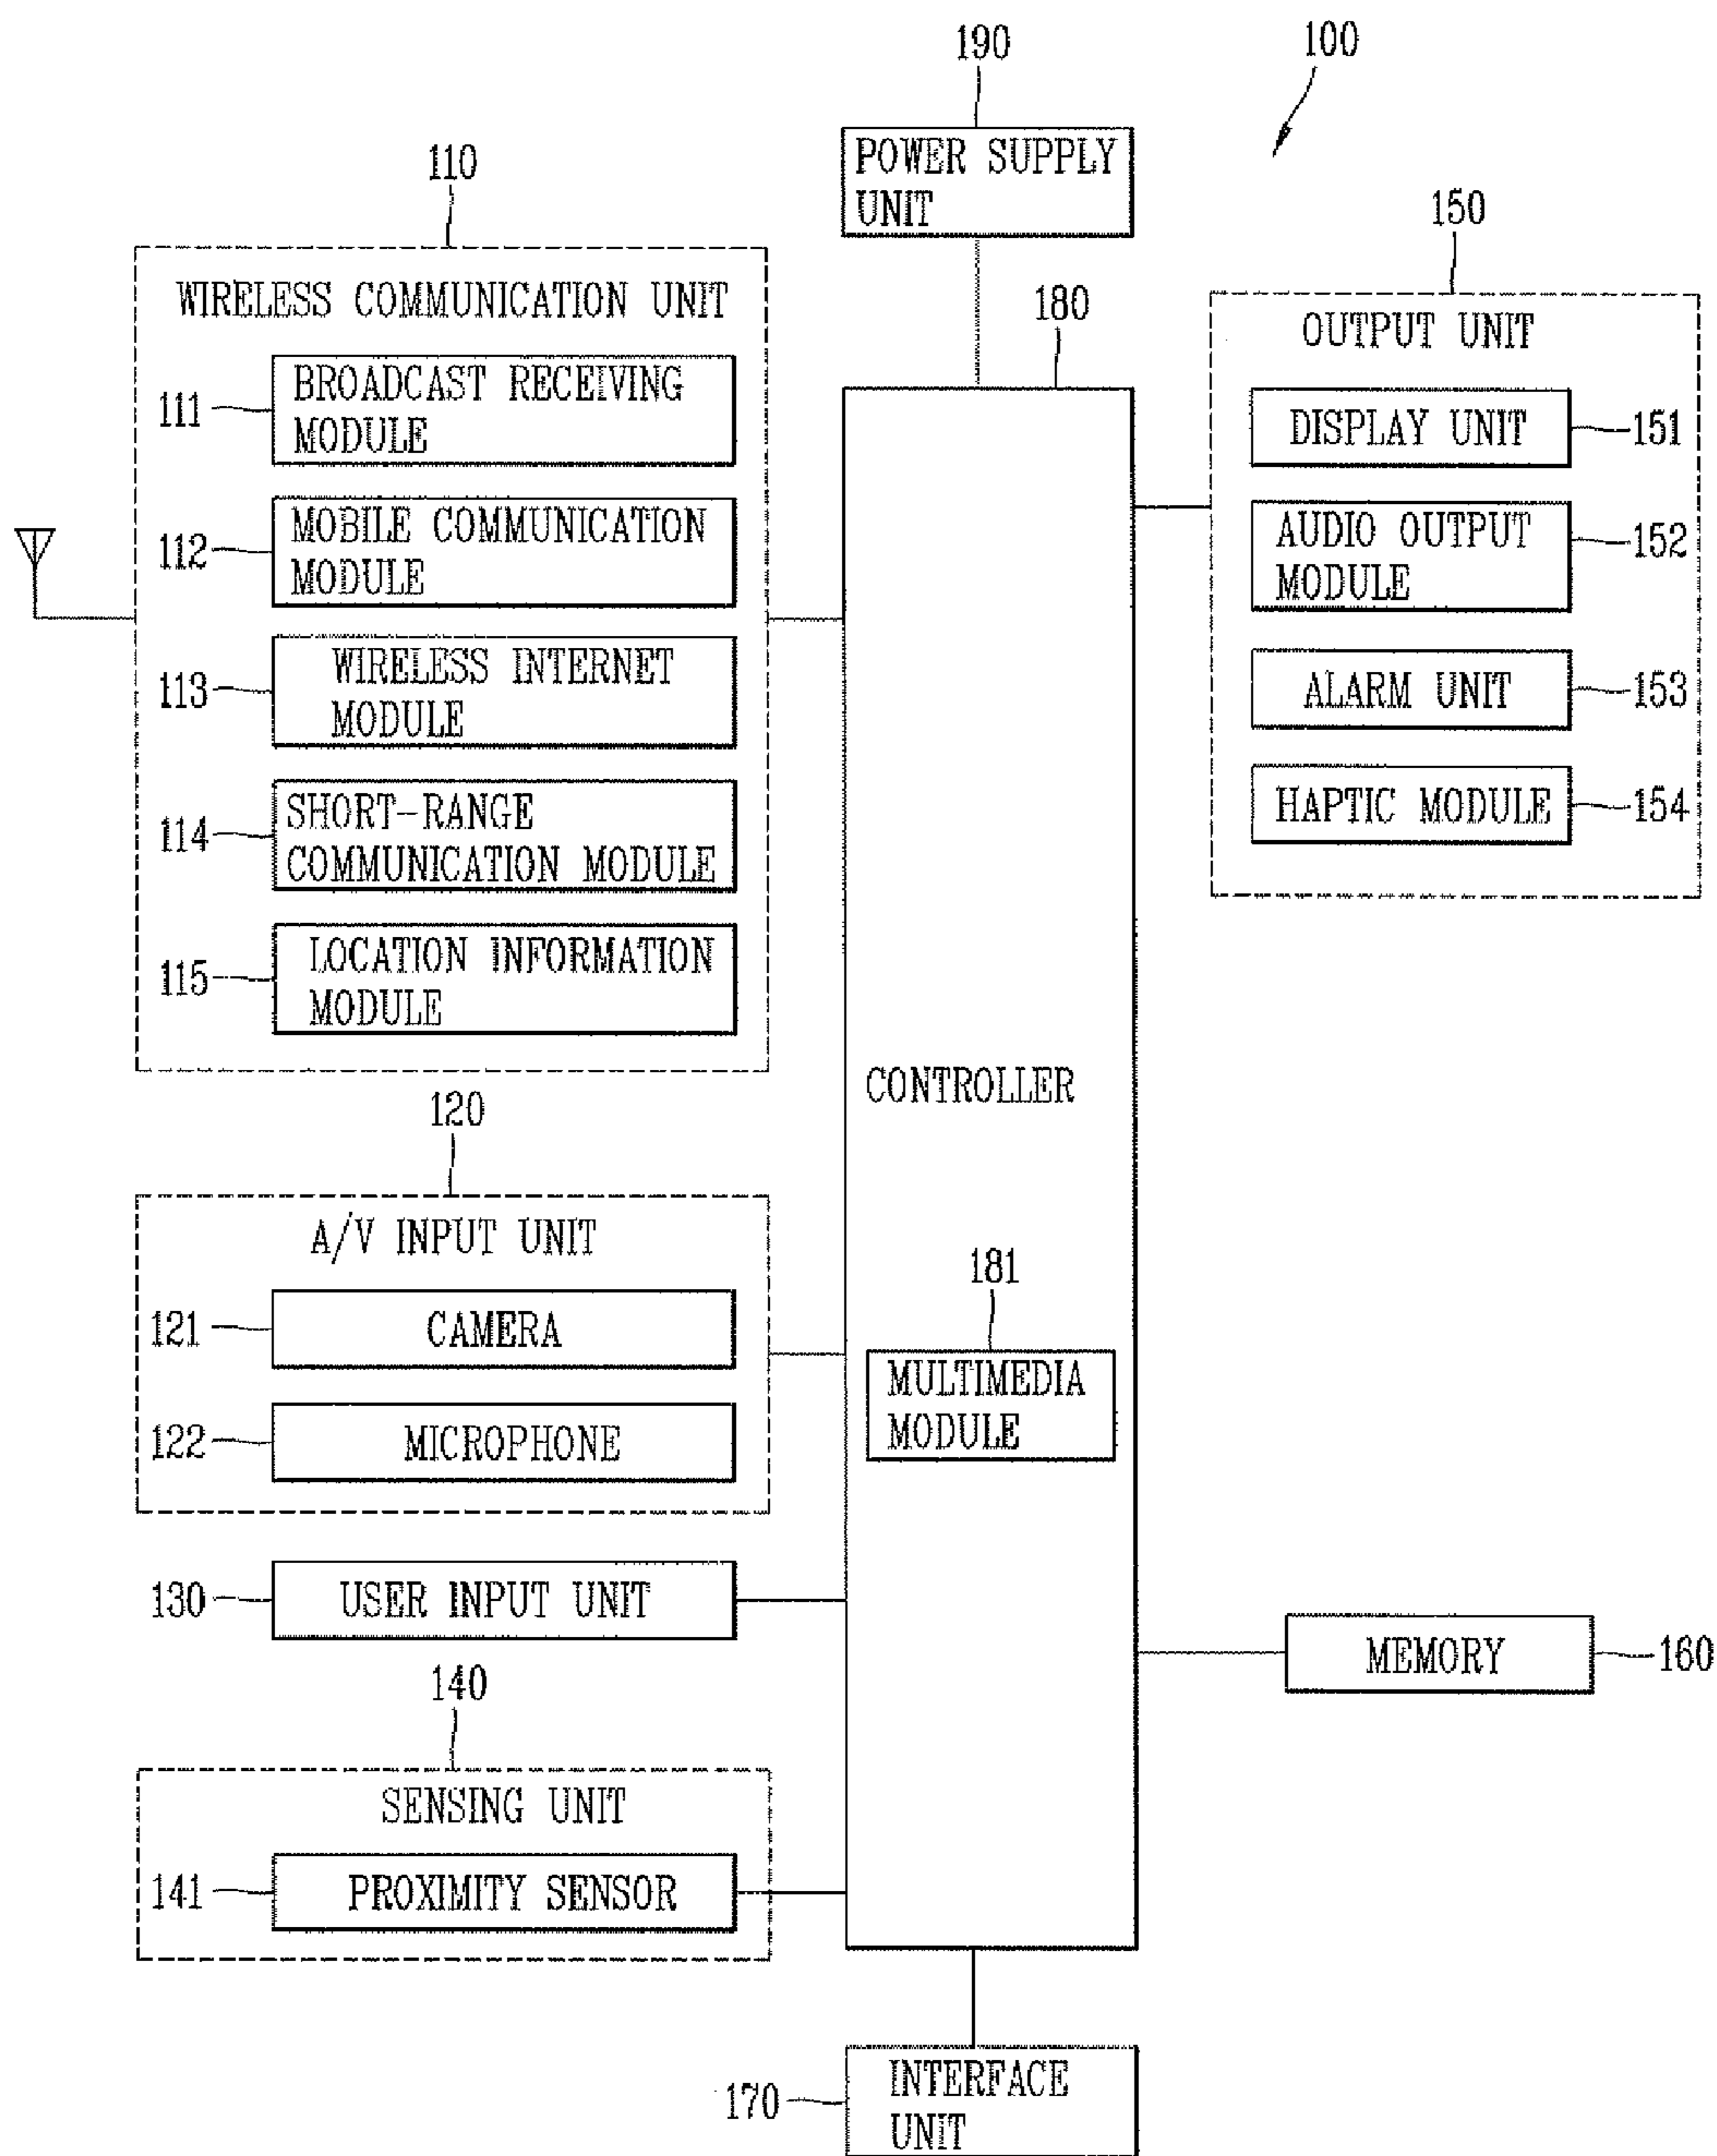 190
100
POWER SUPPLY
UNIT
110
WIRELESS COMMUNICATION UNIT
111
BROADCAST RECEIVING
MODULE
112
MOBILE COMMUNICATION
MODULE
113
WIRELESS INTERNET
MODULE
114
SHORT-RANGE
COMMUNICATION MODULE
115
LOCATION INFORMATION
MODULE
180
CONTROLLER
181
MULTIMEDIA
MODULE
150
OUTPUT UNIT
DISPLAY UNIT
151
AUDIO OUTPUT
MODULE
152
ALARM UNIT
153
HAPTIC MODULE
154
120
A/V INPUT UNIT
121
CAMERA
122
MICROPHONE
130
USER INPUT UNIT
MEMORY
160
140
SENSING UNIT
141
PROXIMITY SENSOR
170
INTERFACE
UNIT